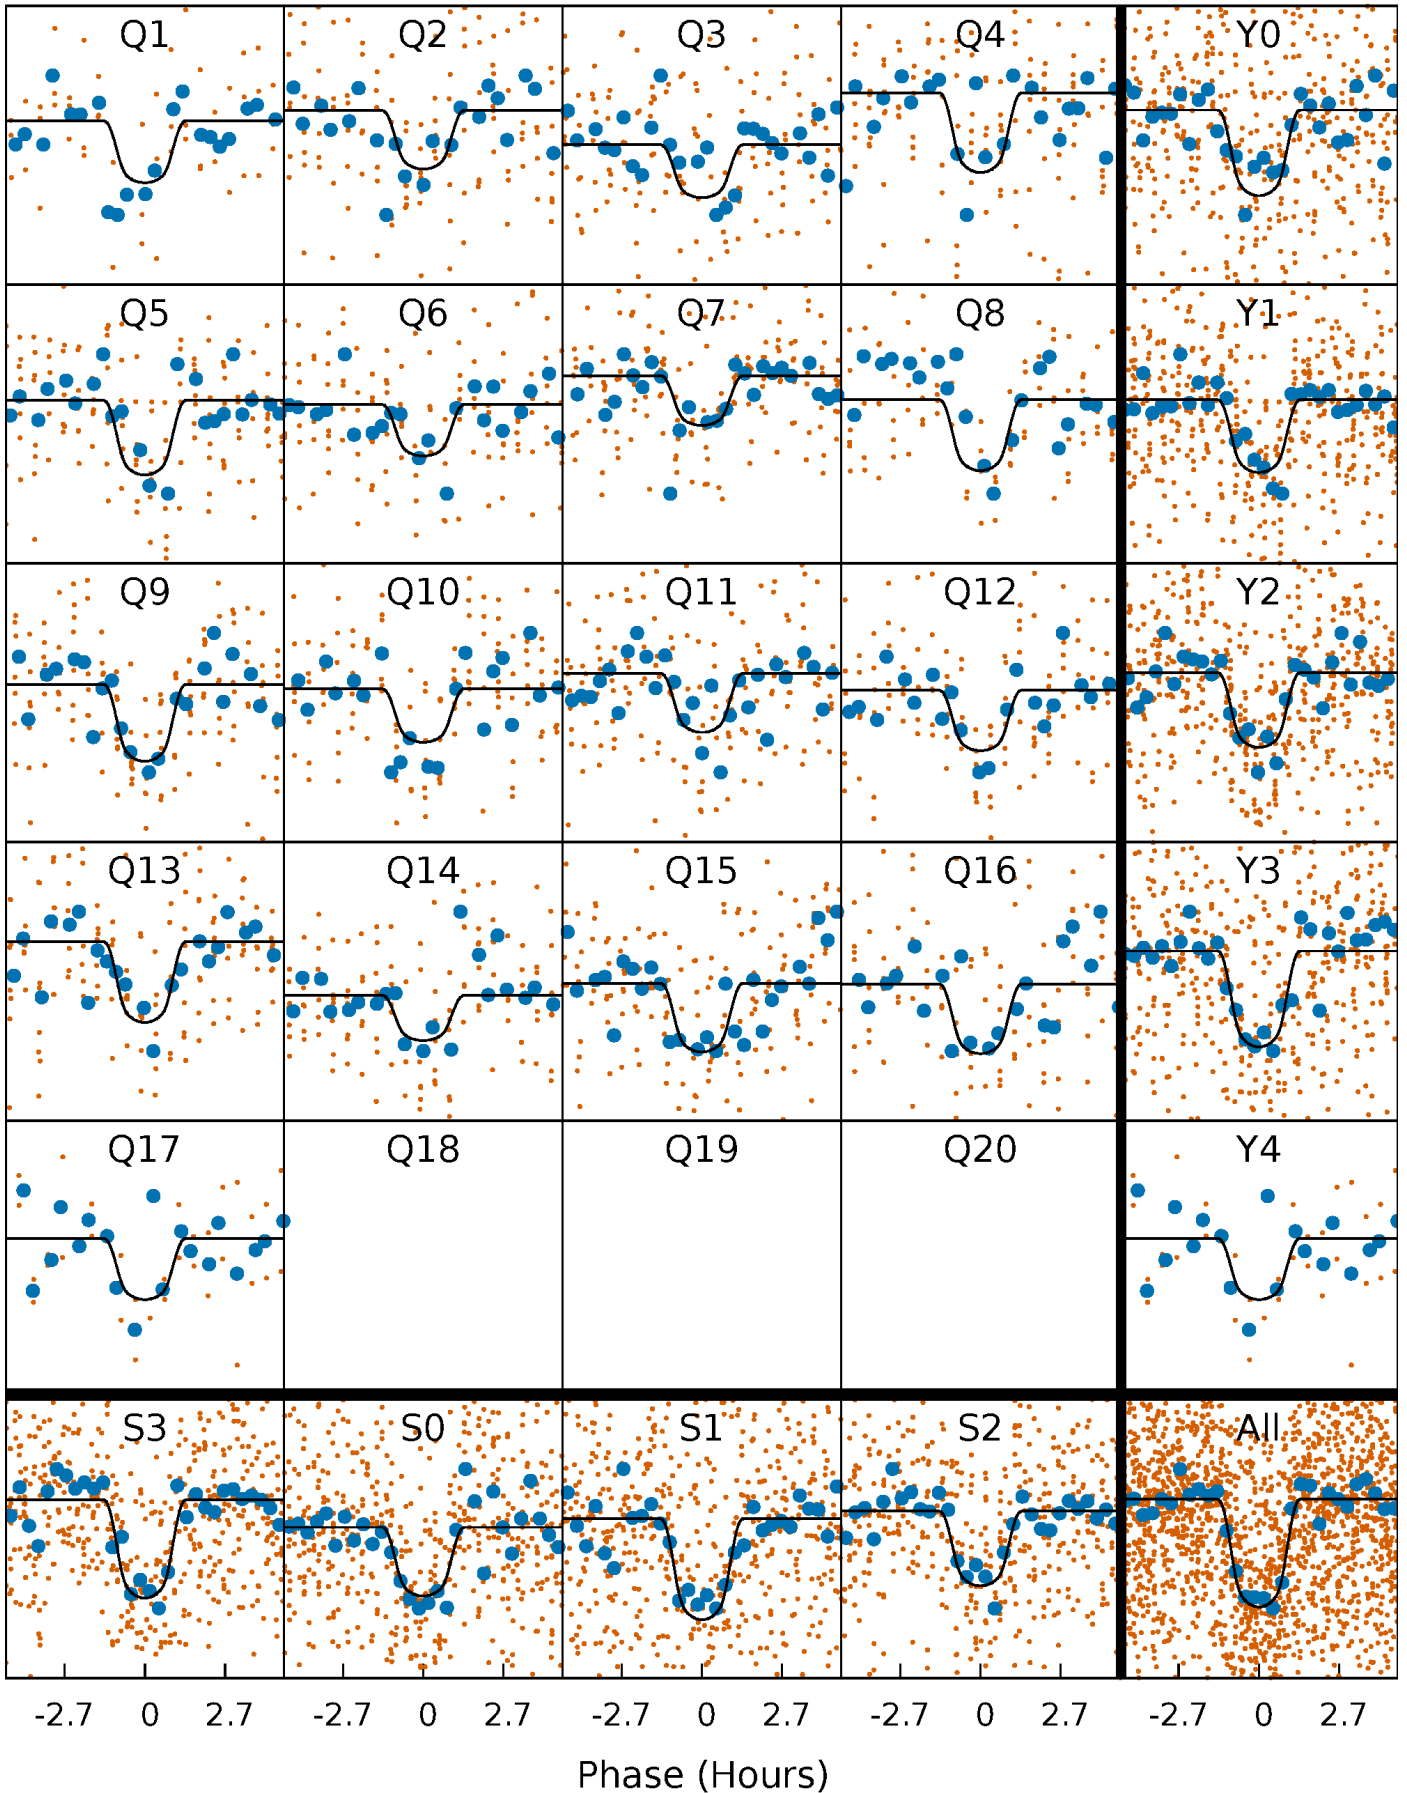 Q1 Q2 Q3 Q4 Y0
Q5 Q6 Q7 Q8 Y1
Q9 Q10 Q11 Q12 Y2
Q13 Q14 Q15 Q16 Y3
Q17 Q18 Q19 Q20 Y4
S3 S0 S1 S2 All
-2.7 0 2.7 -2.7 0 2.7 -2.7 0 2.7 -2.7 0 2.7 -2.7 0 2.7
Phase (Hours)